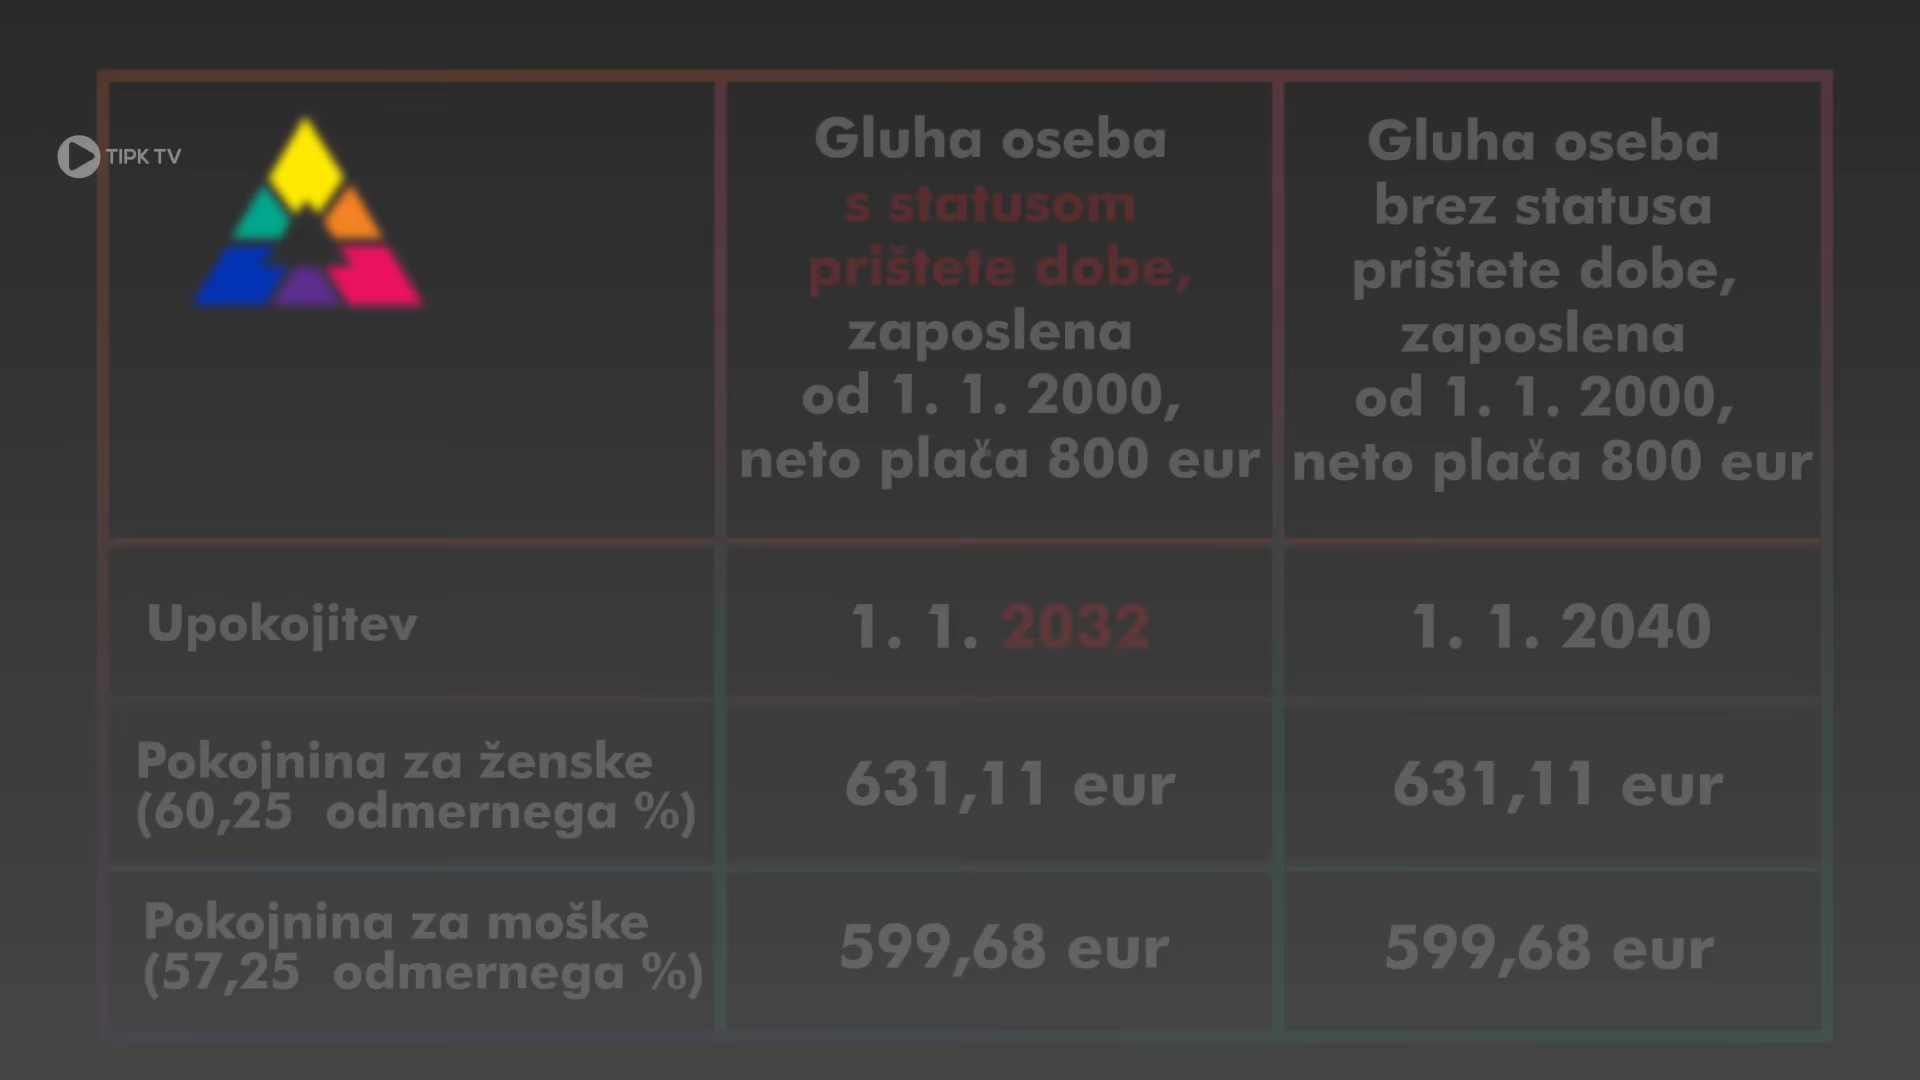 TIPK TV
Gluha oseba
s statusom
prištete dobe,
zaposlena
od 1. 1. 2000,
neto plača 800 eur
Gluha oseba
brez statusa
prištete dobe,
zaposlena
od 1. 1. 2000,
neto plača 800 eur
Upokojitev
1. 1. 2032
1. 1. 2040
Pokojnina za ženske
(60,25 odmernega %)
631,11 eur
631,11 eur
Pokojnina za moške
(57,25 odmernega %)
599,68 eur
599,68 eur